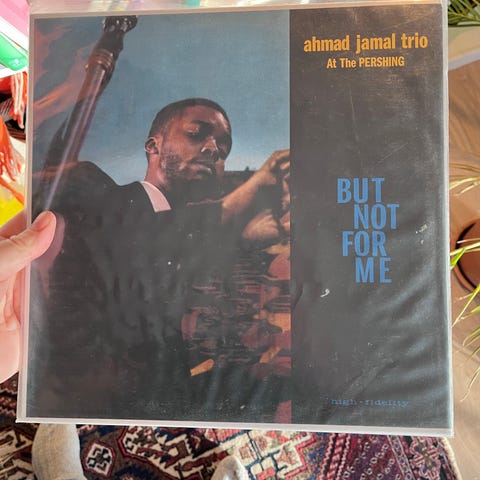 ahmad jamal trio
At The PERSHING
BUT
NOT
FOR
ME
high-fidelity